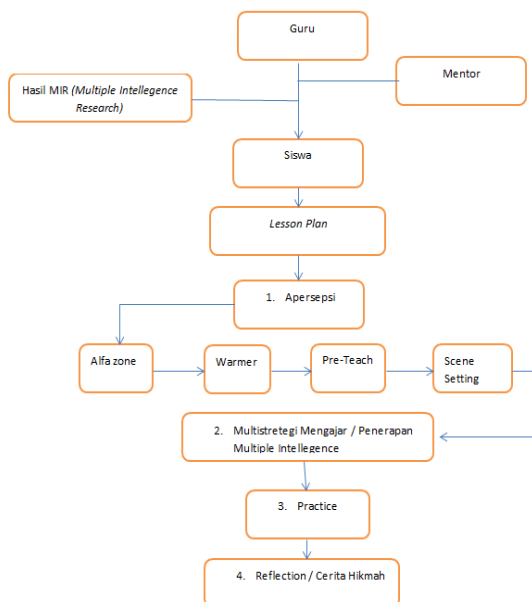 Guru
Mentor
Hasil MIR (Multiple Intellegence
Research)
Siswa
Lesson Plan
1. Apersepsi
Alfa zone
Warmer
Pre-Teach
Scene
Setting
2. Multistretegi Mengajar / Penerapan
Multiple Intellegence
3. Practice
4. Reflection / Cerita Hikmah